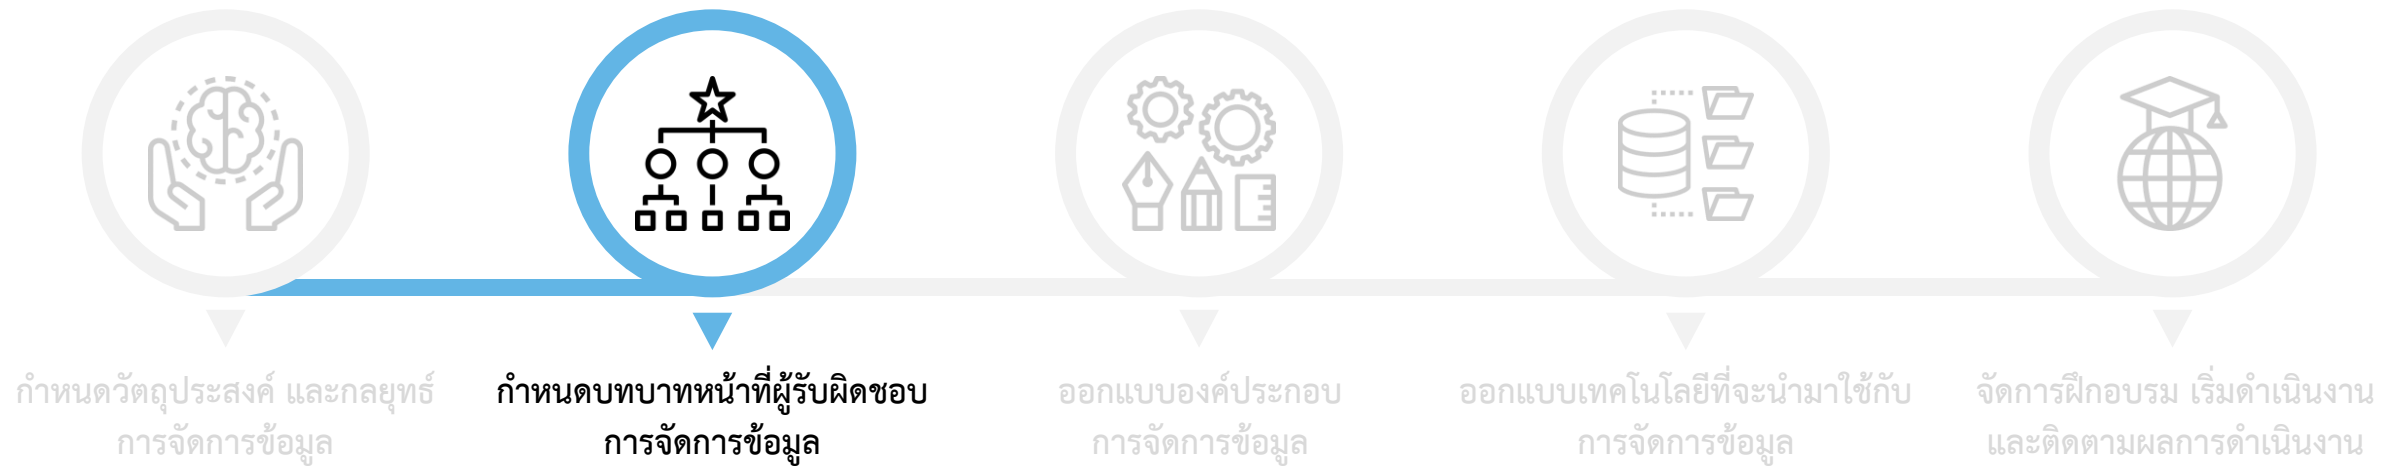 กำหนดวัตถุประสงค์ และกลยุทธ์
การจัดการข้อมูล
กำหนดบทบาทหน้าที่ผู้รับผิดชอบ
การจัดการข้อมูล
ออกแบบองค์ประกอบ
การจัดการข้อมูล
ออกแบบเทคโนโลยีที่จะนำมาใช้กับ
การจัดการข้อมูล
จัดการฝึกอบรม เริ่มดำเนินงาน
และติดตามผลการดำเนินงาน